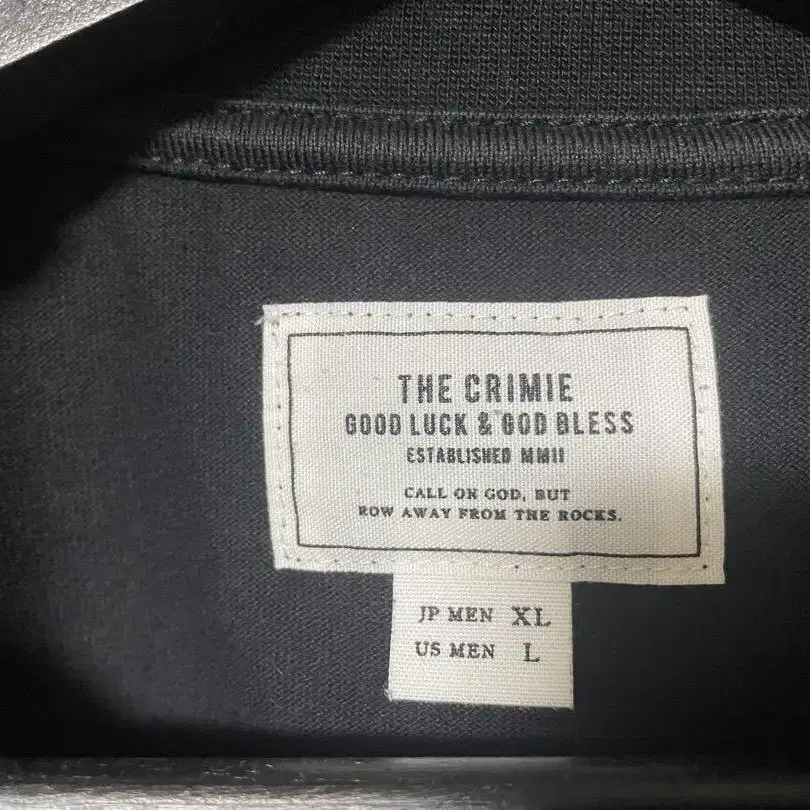 THE CRIMIE
GOOD LUCK & GOD BLESS
ESTABLISHED MMII
CALL ON GOD, BUT
ROW AWAY FROM THE ROCKS.
JP MEN XL
US MEN L